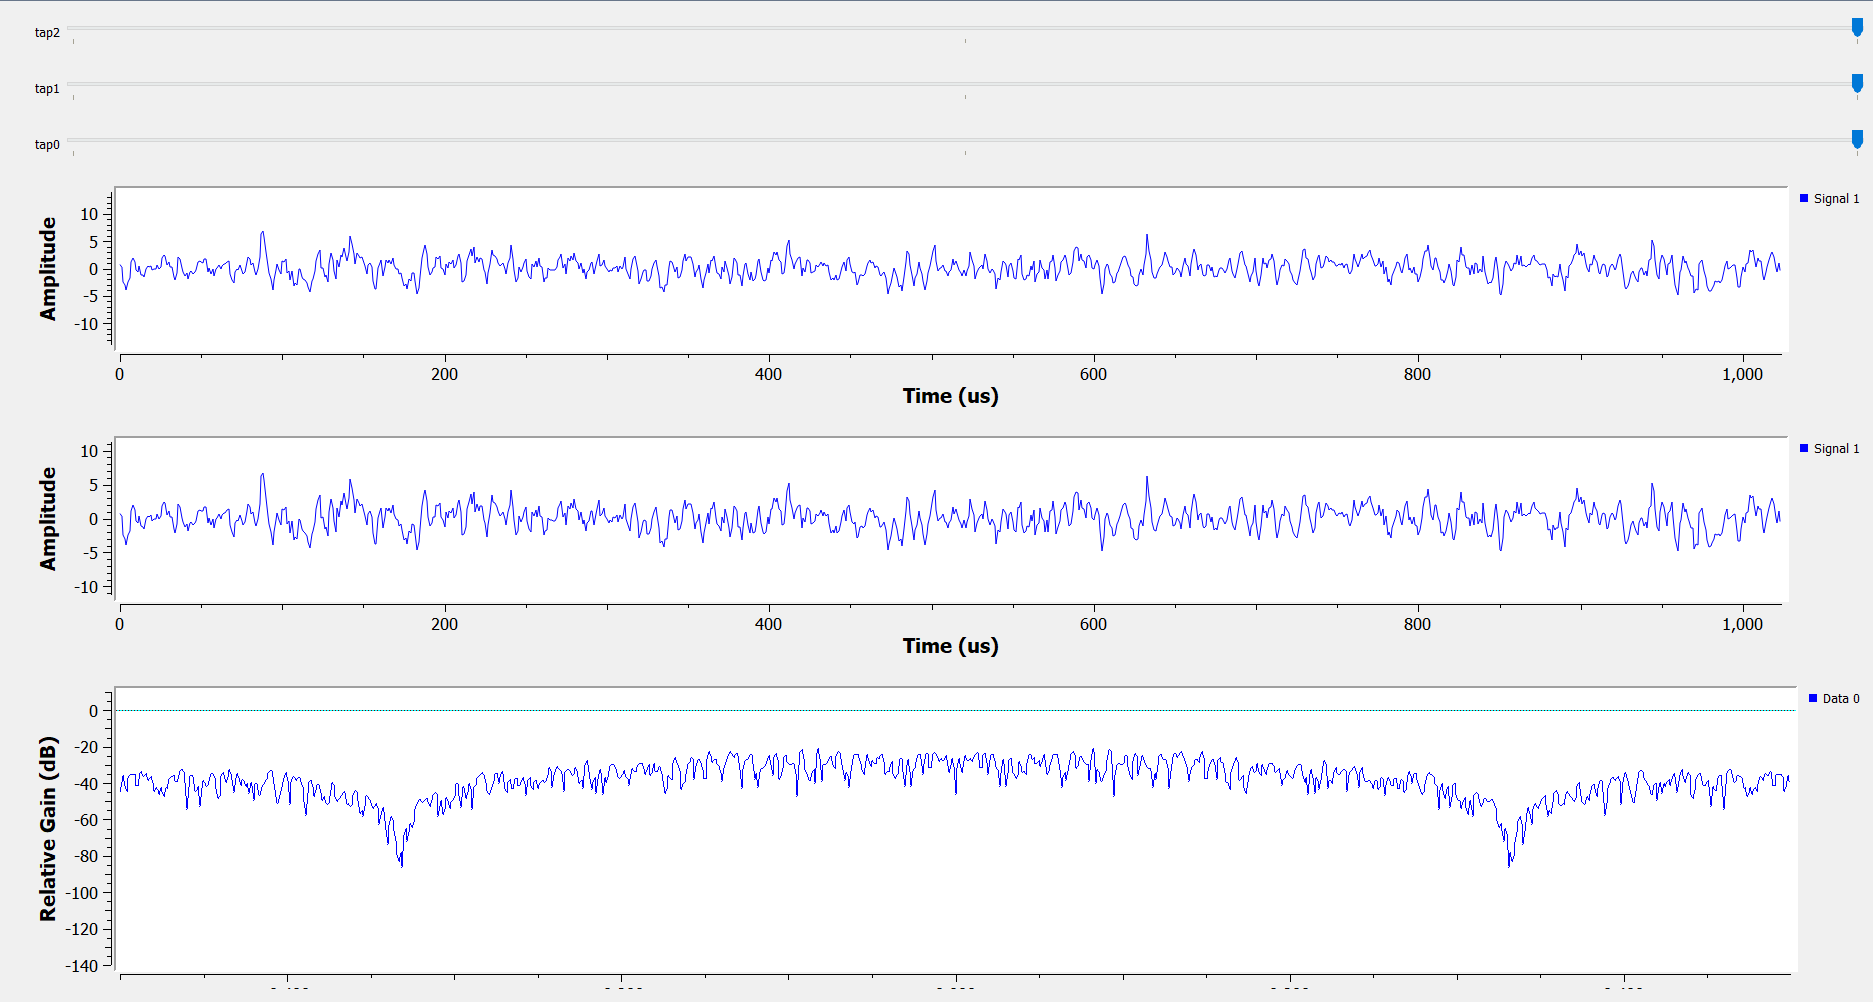 tap2
tap1
tap0
Amplitude
10
5
0
-5
-10
Signal 1
0 200 400 600 800 1,000
Time (us)
Amplitude
10
5
0
-5
-10
Signal 1
0 200 400 600 800 1,000
Time (us)
Relative Gain (dB)
0
-20
-40
-60
-80
-100
-120
-140
Data 0